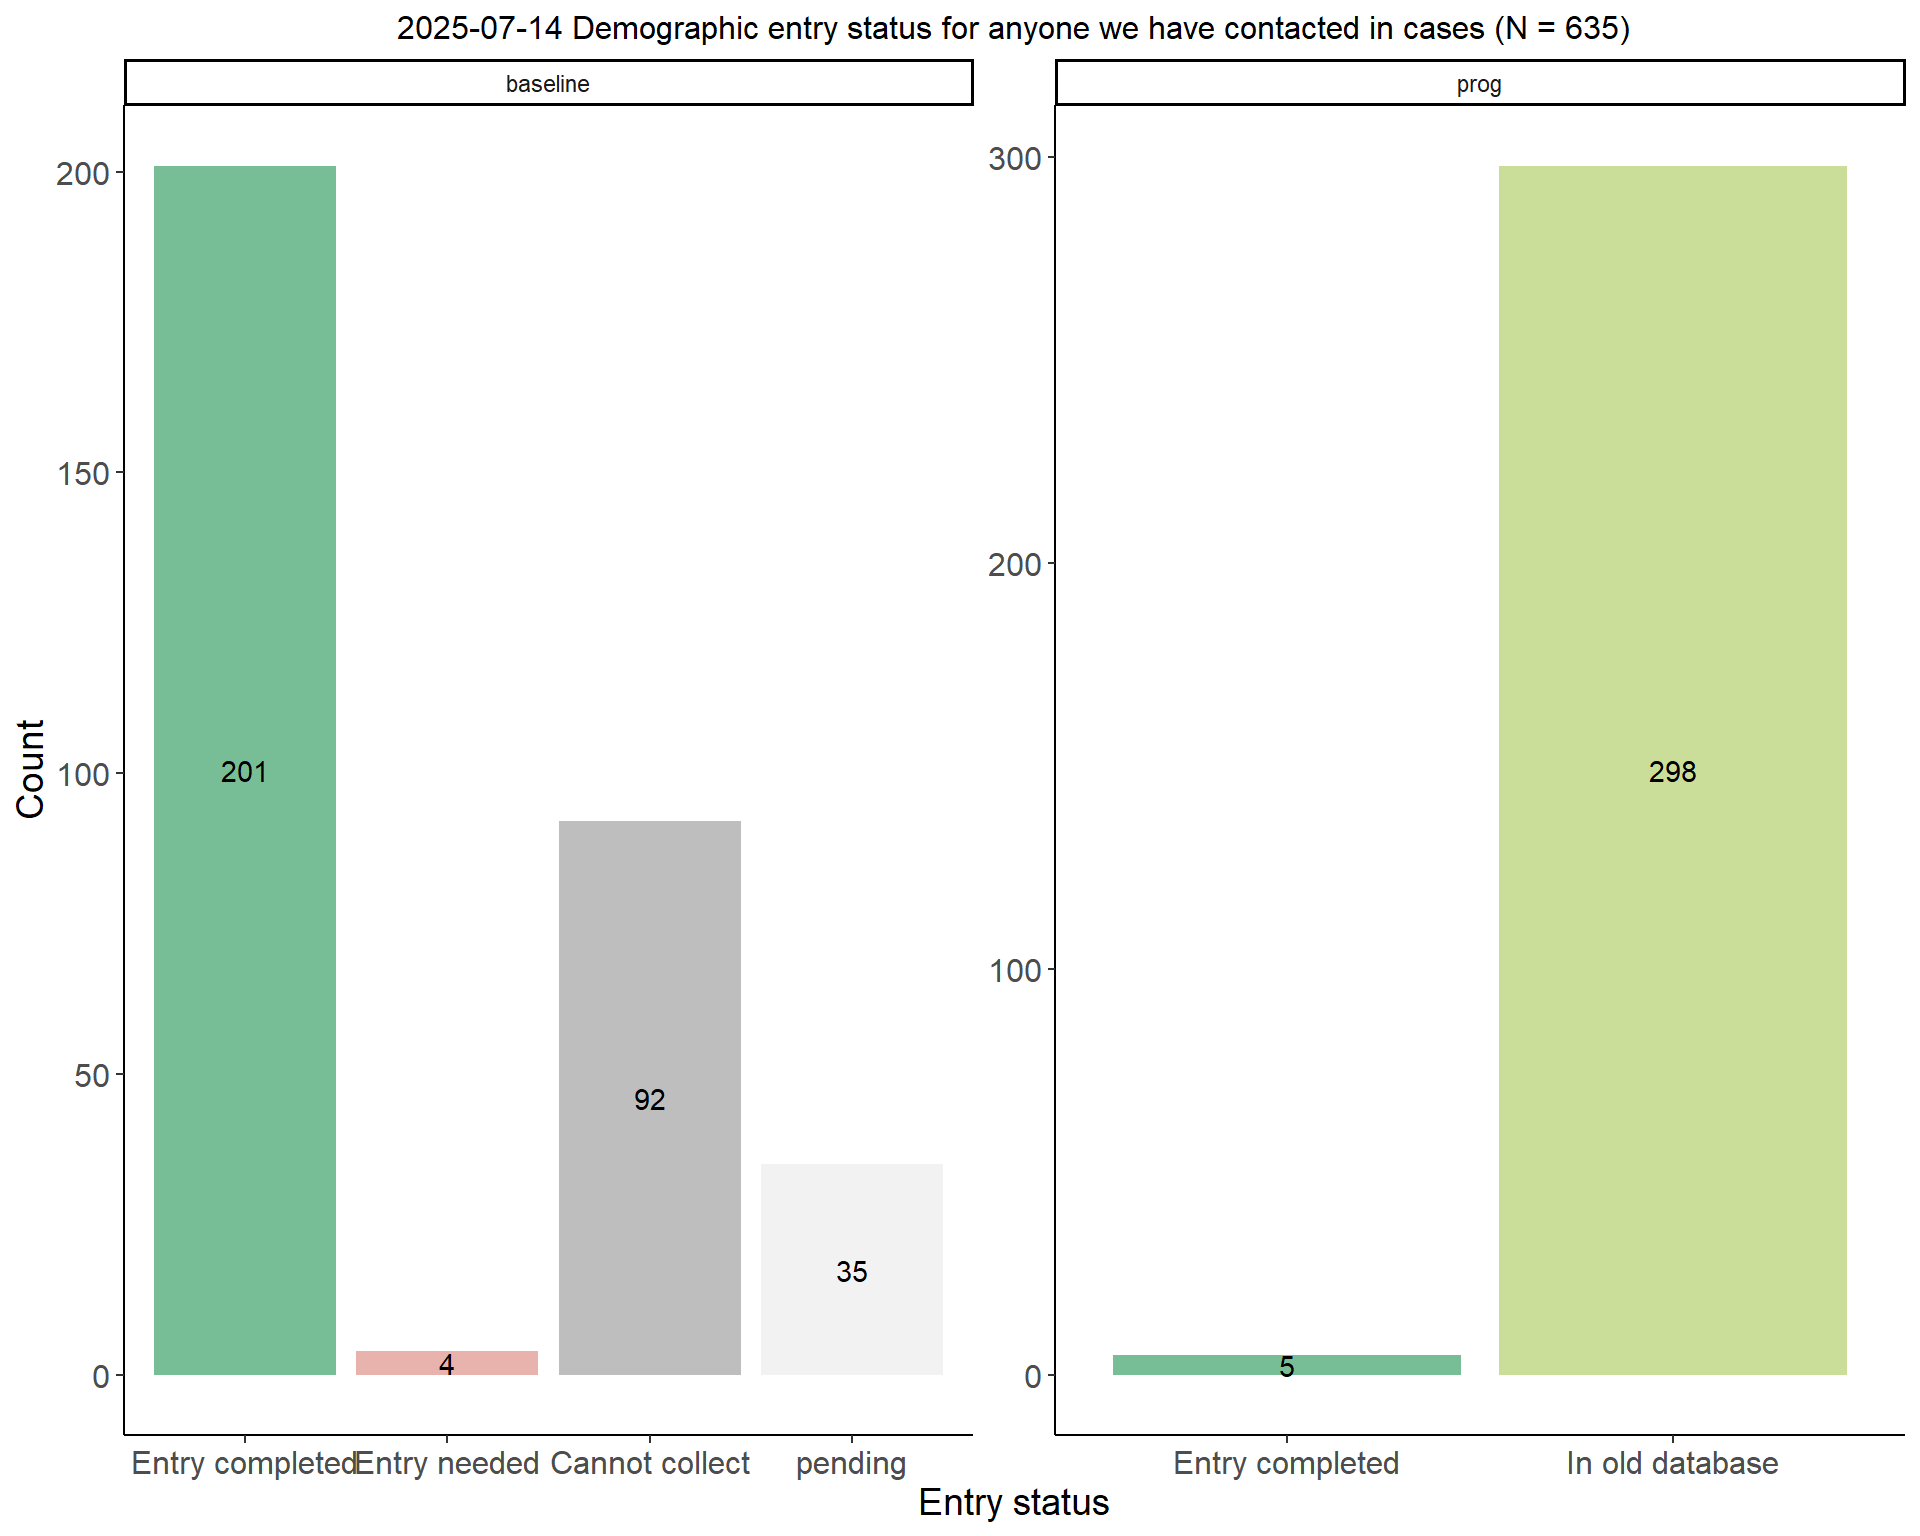 2025-07-14 Demographic entry status for anyone we have contacted in cases (N = 635)
baseline
prog
Count
200
150
100
50
0
201
4
92
35
Entry completed
Entry needed
Cannot collect
pending
300
200
100
0
5
298
Entry completed
In old database
Entry status